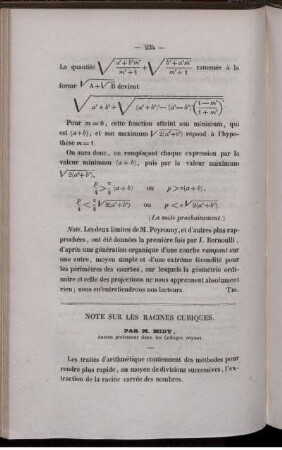 — 234 —
La quantité √(a²+b²m²/m²+1) + √(b²+a²m²/m²+1) ramenée à la
forme √A+√B devient
√(a²+b²+√((a²+b²)²−(a²−b²)²(1−m²/1+m²)²))
Pour m=0, cette fonction atteint son minimum, qui
est (a+b), et son maximum √2(a²+b²) répond à l'hypo-
thèse m=1.
On aura donc, en remplaçant chaque expression par la
valeur minimum (a+b), puis par la valeur maximum
√2(a²+b²),
p/4 > π/4 (a+b) ou p>π(a+b),
p/4 < π/4 √2(a²+b²) ou p<π√2(a²+b²).
(La suite prochainement.)
Note. Les deux limites de M. Peyronny, et d'autres plus rap-
prochées, ont été données la première fois par J. Bernoulli,
d'après une génération organique d'une courbe rampant sur
une autre, moyen simple et d'une extrême fécondité pour
les périmètres des courbes, sur lesquels la géométrie ordi-
naire et celle des projections ne nous apprennent absolument
rien; nous en entretiendrons nos lecteurs. TM.
NOTE SUR LES RACINES CUBIQUES.
PAR M. MIDY,
Ancien professeur dans les Colléges royaux.
Les traités d'arithmétique contiennent des méthodes pour
rendre plus rapide, au moyen de divisions successives, l'ex-
traction de la racine carrée des nombres.